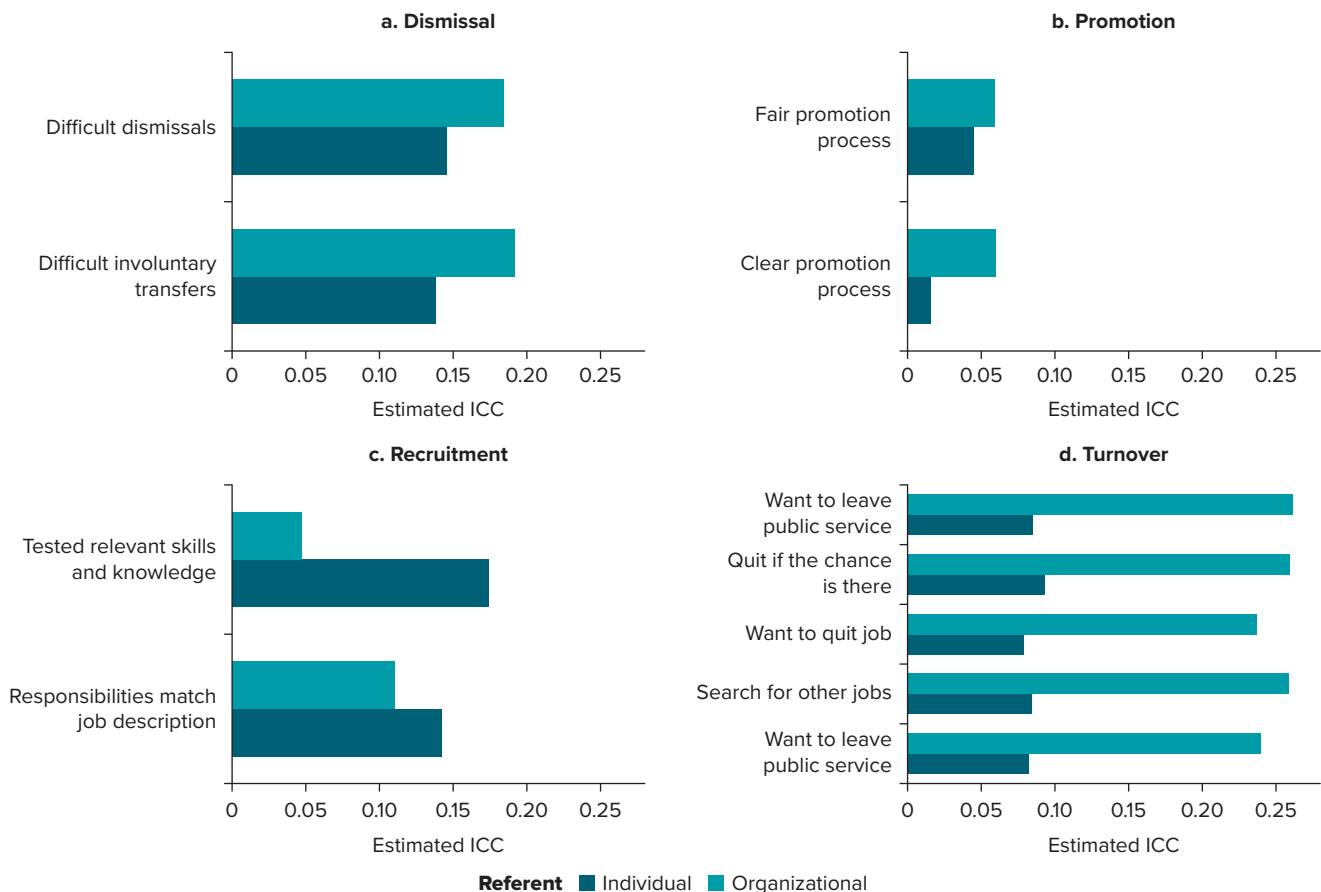 a. Dismissal
Difficult dismissals
Difficult involuntary
transfers
0 0.05 0.10 0.15 0.20 0.25
Estimated ICC
b. Promotion
Fair promotion
process
Clear promotion
process
0 0.05 0.10 0.15 0.20 0.25
Estimated ICC
c. Recruitment
Tested relevant skills
and knowledge
Responsibilities match
job description
0 0.05 0.10 0.15 0.20 0.25
Estimated ICC
d. Turnover
Want to leave
public service
Quit if the chance
is there
Want to quit job
Search for other jobs
Want to leave
public service
0 0.05 0.10 0.15 0.20 0.25
Estimated ICC
Referent Individual Organizational